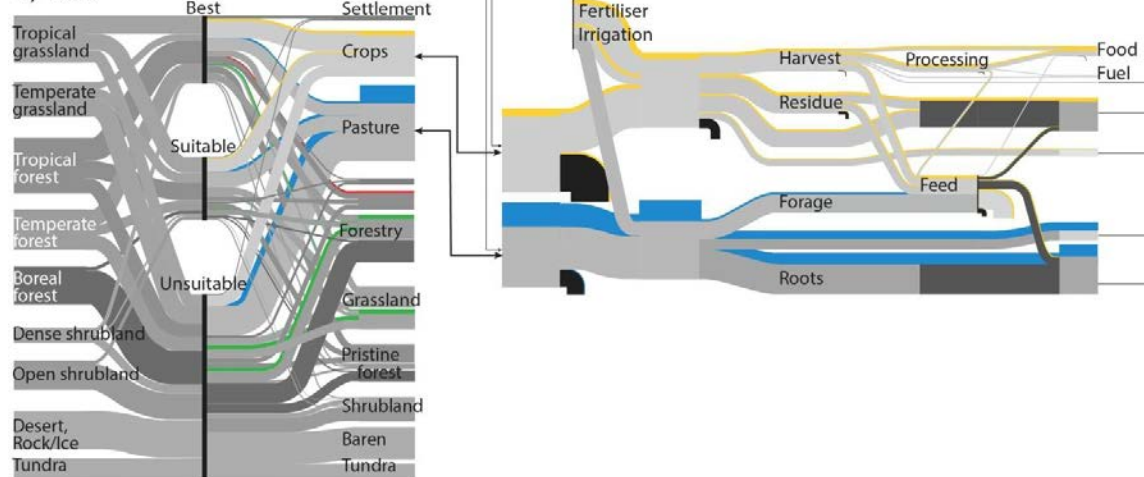 Best
Tropical
grassland
Temperate
grassland
Tropical
forest
Temperate
forest
Boreal
forest
Dense shrubland
Open shrubland
Desert,
Rock/Ice
Tundra
Suitable
Unsuitable
Settlement
Crops
Pasture
Forestry
Grassland
Pristine
forest
Shrubland
Baren
Tundra
Fertiliser
Irrigation
Harvest
Processing
Food
Fuel
Residue
Feed
Forage
Roots